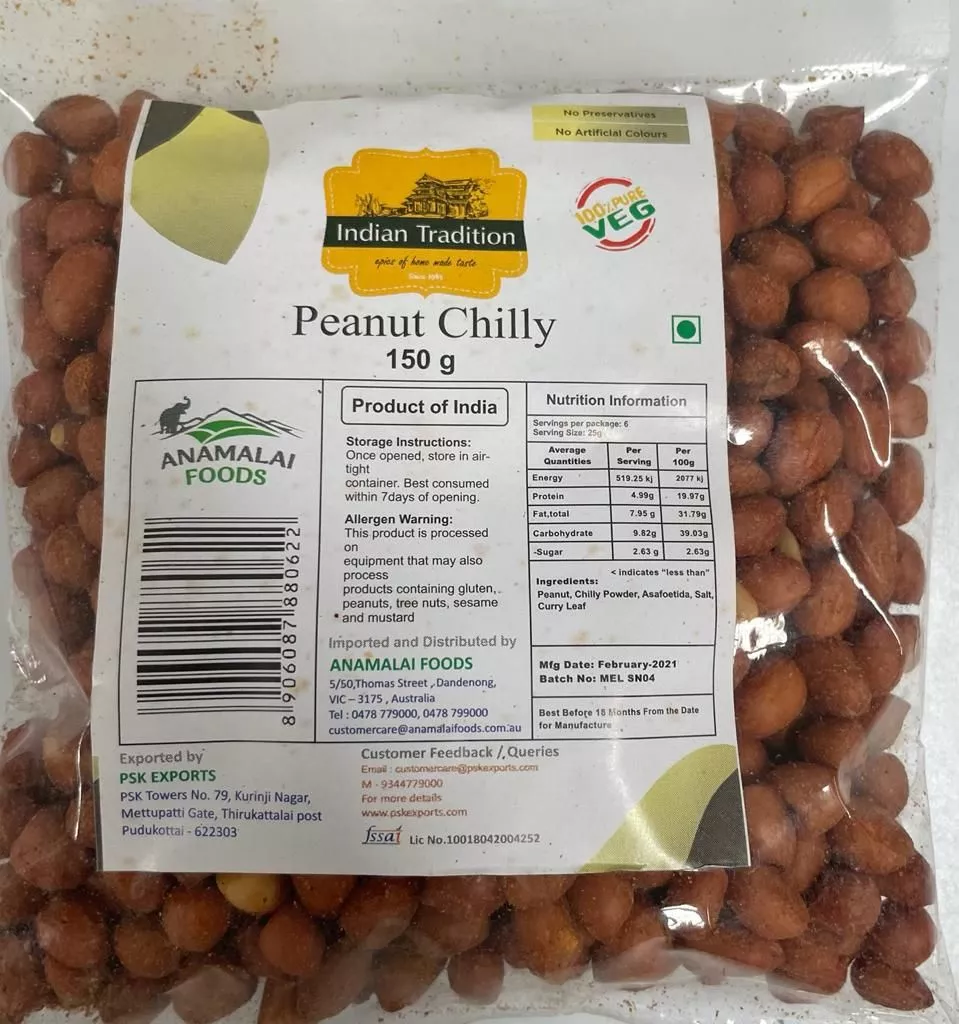 No Preservatives
No Artificial Colours
Indian Tradition
epics of home made taste
100% PURE
VEG
Peanut Chilly
150 g
ANAMALAI
FOODS
8 906087 880622
Product of India
Storage Instructions:
Once opened, store in air-
tight
container. Best consumed
within 7days of opening.
Allergen Warning:
This product is processed
on
equipment that may also
process
products containing gluten,
peanuts, tree nuts, sesame
and mustard
Imported and Distributed by
ANAMALAI FOODS
5/50,Thomas Street , Dandenong,
VIC – 3175 , Australia
Tel : 0478 779000, 0478 799000
customercare@anamalaifoods.com.au
Nutrition Information
Servings per package: 6
Serving Size: 25g
Average Quantities Per Serving Per 100g
Energy 519.25 kj 2077 kj
Protein 4.99g 19.97g
Fat,total 7.95 g 31.79g
Carbohydrate 9.82g 39.03g
-Sugar 2.63 g 2.63g
< indicates "less than"
Ingredients:
Peanut, Chilly Powder, Asafoetida, Salt,
Curry Leaf
Mfg Date: February-2021
Batch No: MEL SN04
Best Before 18 Months From the Date
for Manufacture
Exported by
PSK EXPORTS
PSK Towers No. 79, Kurinji Nagar,
Mettupatti Gate, Thirukattalai post
Pudukottai - 622303
Customer Feedback / Queries
Email : customercare@pskexports.com
M - 9344779000
For more details
www.pskexports.com
fssai Lic No.10018042004252